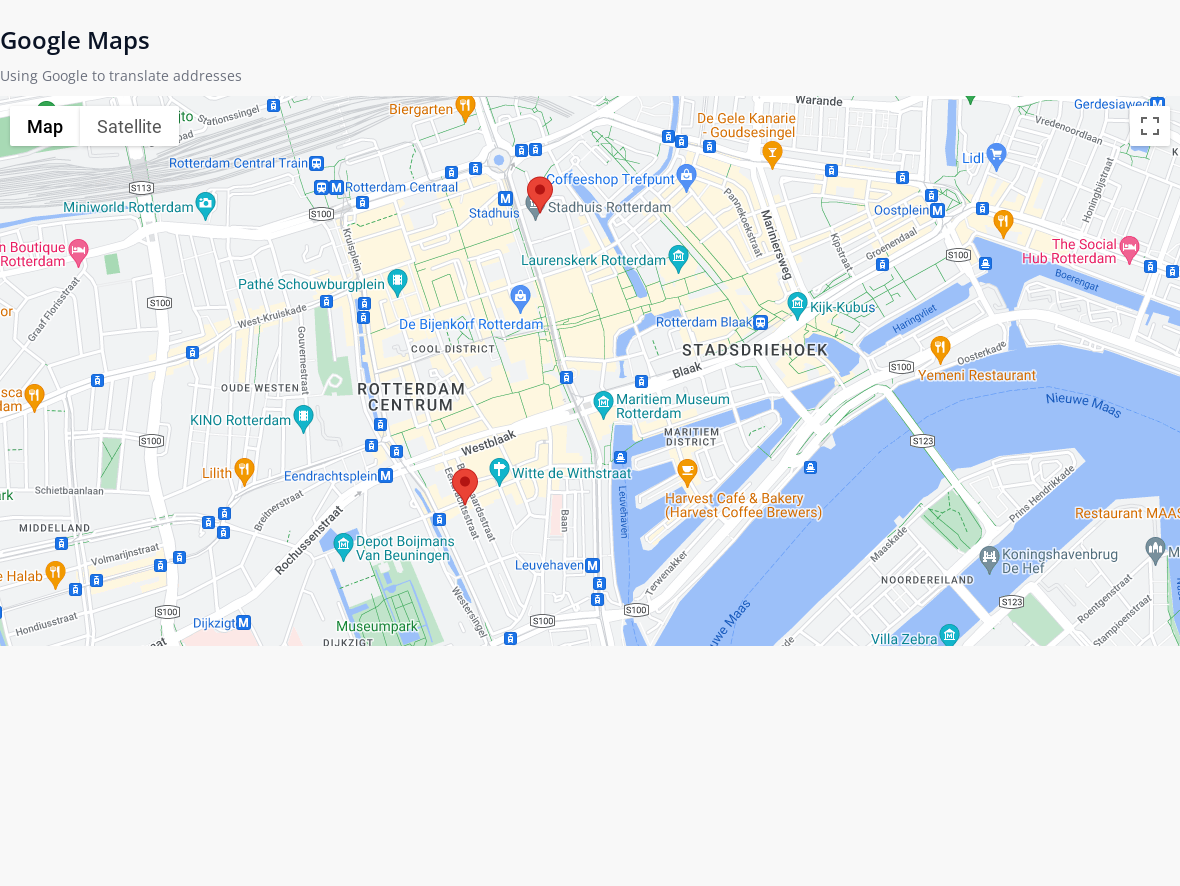 Google Maps
Using Google to translate addresses
Map
Satellite
jto
Stationssingel
Biergarten
Warande
Gerdesiaweg
De Gele Kanarie
- Goudsesingel
Vredenoordlaan
Rotterdam Central Train
Lidl
Rotterdam Centraal
Coffeeshop Trefpunt
S113
Miniworld Rotterdam
S100
Stadhuis
Stadhuis Rotterdam
Pannekoekstraat
Mariniersweg
Oostplein
Honingbijstraat
n Boutique
Rotterdam
Kruisplein
Laurenskerk Rotterdam
Kipstraat
Groenendaal
S100
The Social
Hub Rotterdam
Boerengat
Graaf Florisstraat
Pathé Schouwburgplein
S100
Kijk-Kubus
Haringvliet
or
West-Kruiskade
De Bijenkorf Rotterdam
Rotterdam Blaak
Gouvernestraat
COOL DISTRICT
STADSDRIEHOEK
Oosterkade
S100
Yemeni Restaurant
Blaak
OUDE WESTEN
ROTTERDAM
CENTRUM
sca
dam
Maritiem Museum
Rotterdam
Nieuwe Maas
KINO Rotterdam
S100
Westblaak
MARITIEM
DISTRICT
S123
Lilith
Eendrachtsplein
Witte de Withstraat
Schietbaanlaan
ark
Eendrachtsstraat
Leuvehaven
Harvest Café & Bakery
(Harvest Coffee Brewers)
Prins Hendrikkade
Breitnerstraat
Baan
Restaurant MAAS
MIDDELLAND
Rochussenstraat
Volmarijnstraat
Depot Boijmans
Van Beuningen
Maaskade
Koningshavenbrug
De Hef
M
Leuvehaven
Terwenakker
e Halab
NOORDEREILAND
Westersingel
Roentgenstraat
S100
S100
S100
S123
Stampioenstraat
Hondiusstraat
Dijkzigt
Museumpark
uwe Maas
Villa Zebra
DIJKZIGT